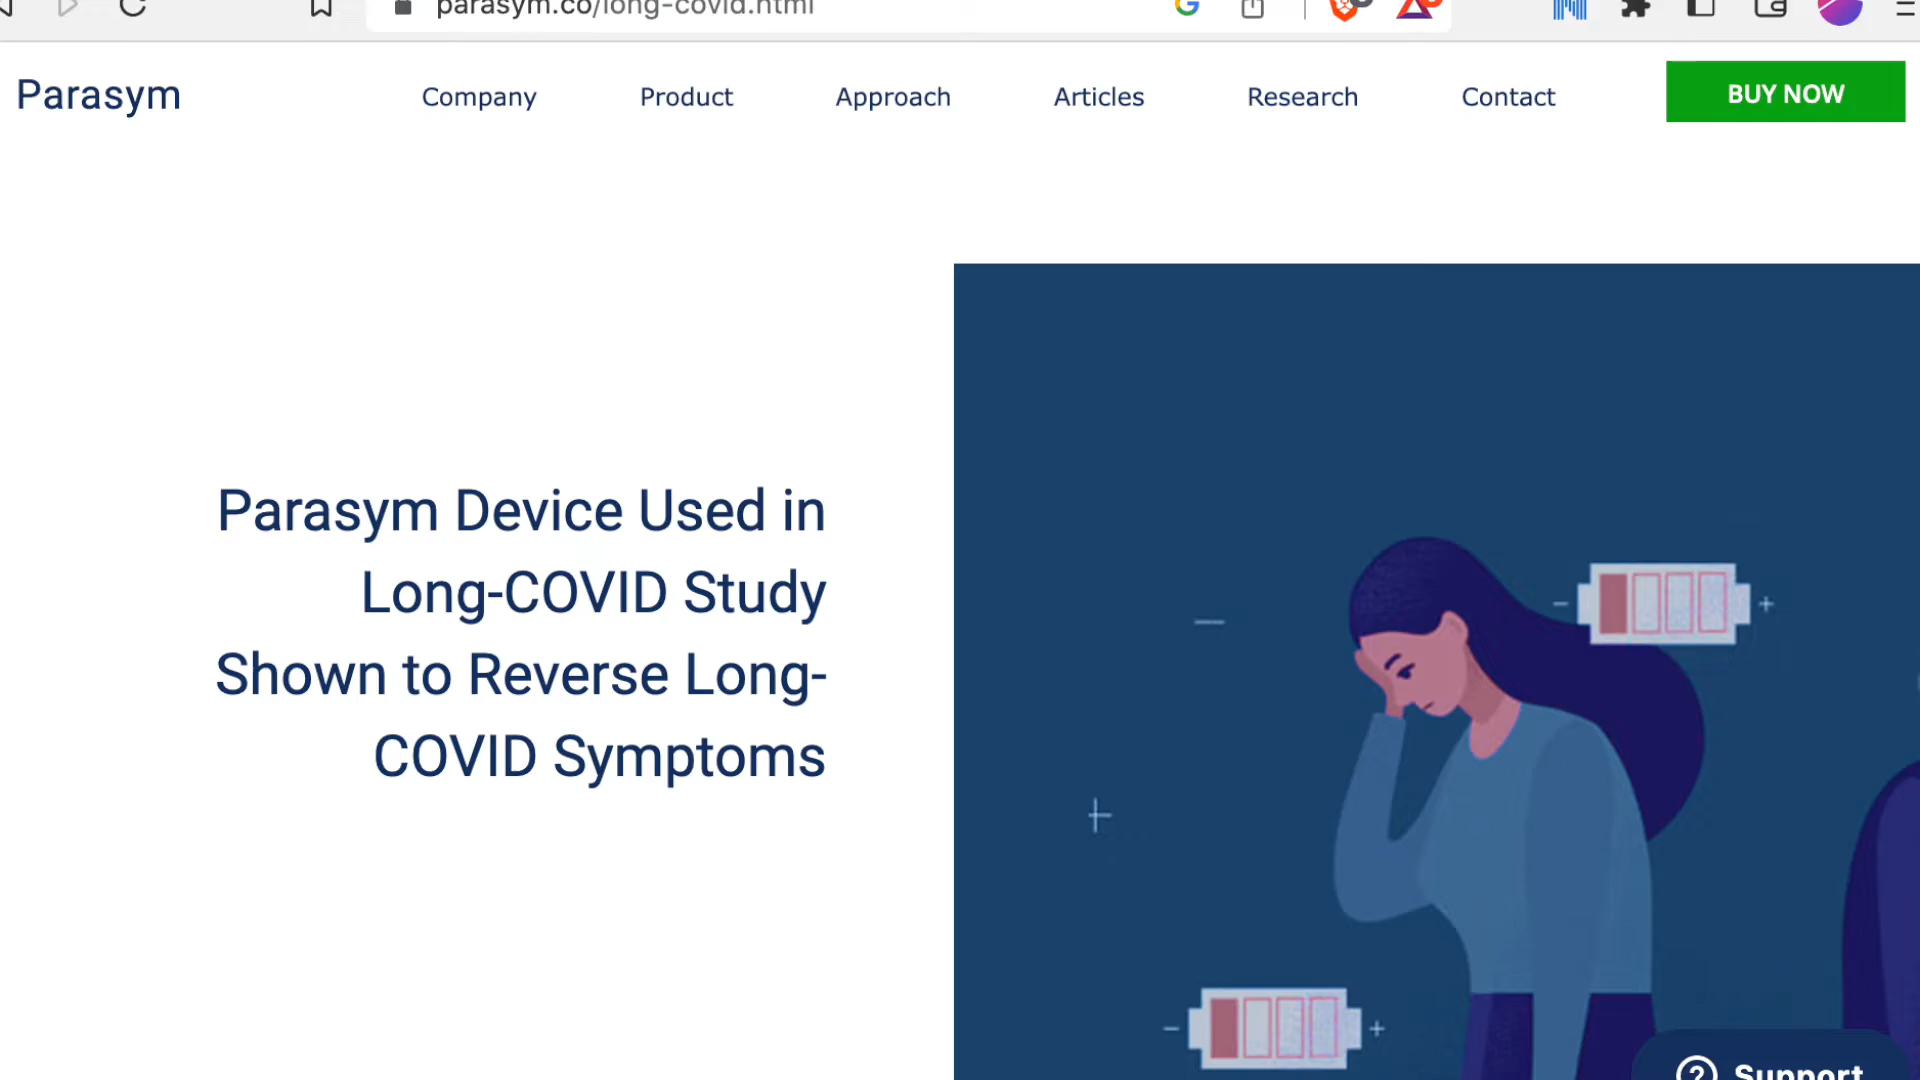 parasym.co/long-covid.html
Parasym
Company
Product
Approach
Articles
Research
Contact
BUY NOW
Parasym Device Used in
Long-COVID Study
Shown to Reverse Long-
COVID Symptoms
Support